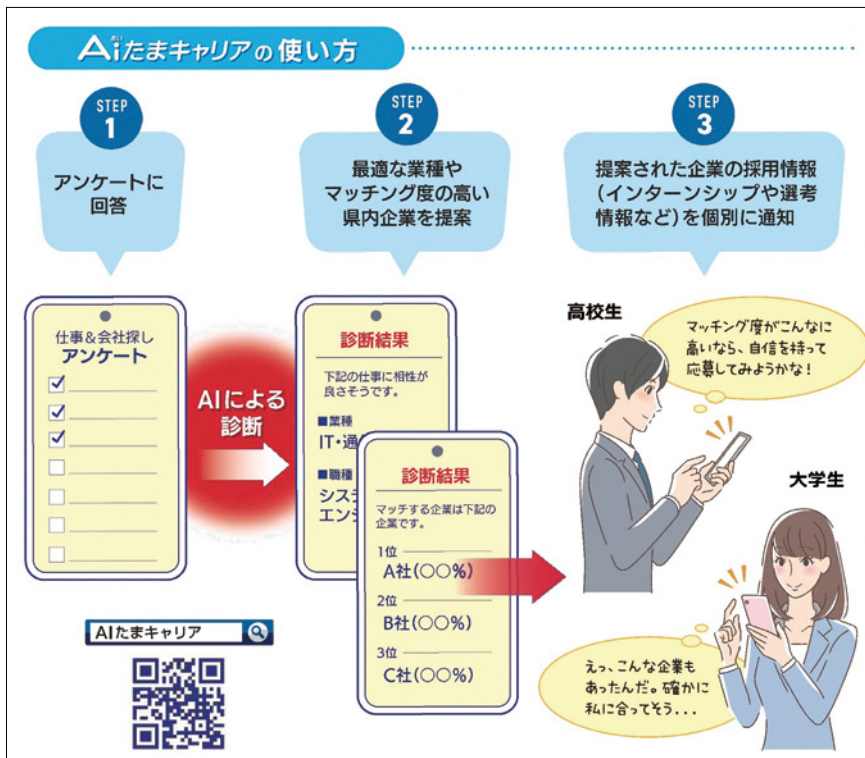 あい
Aiたまキャリアの使い方
STEP
1
アンケートに
回答
STEP
2
最適な業種や
マッチング度の高い
県内企業を提案
STEP
3
提案された企業の採用情報
(インターンシップや選考
情報など)を個別に通知
仕事&会社探し
アンケート
AIによる
診断
診断結果
下記の仕事に相性が
良さそうです。
■業種
IT・通
■職種
シス
エンジ
診断結果
マッチする企業は下記の
企業です。
1位
A社(○○%)
2位
B社(○○%)
3位
C社(○○%)
高校生
マッチング度がこんなに
高いなら、自信を持って
応募してみようかな!
大学生
えっ、こんな企業も
あったんだ。確かに
私に合ってそう...
AIたまキャリア